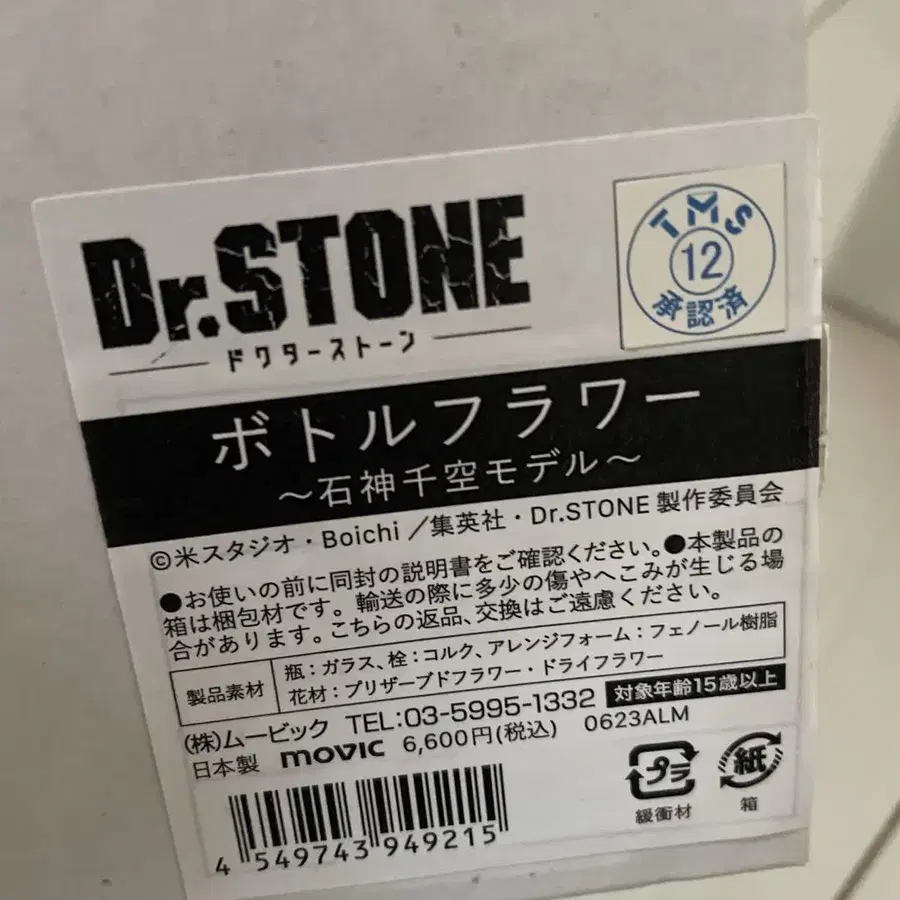 Dr.STONE
ドクターストーン
TMS
12
承認済
ボトルフラワー
~石神千空モデル~
©米スタジオ・Boichi/集英社・Dr.STONE製作委員会
●お使いの前に同封の説明書をご確認ください。●本製品の
箱は梱包材です。輸送の際に多少の傷やへこみが生じる場
合があります。こちらの返品、交換はご遠慮ください。
製品素材
瓶:ガラス、栓:コルク、アレンジフォーム:フェノール樹脂
花材:プリザーブドフラワー・ドライフラワー
(株)ムービック TEL:03-5995-1332 対象年齢15歳以上
日本製 movic 6,600円(税込) 0623ALM
プラ
緩衝材
紙
箱
4 549743 949215